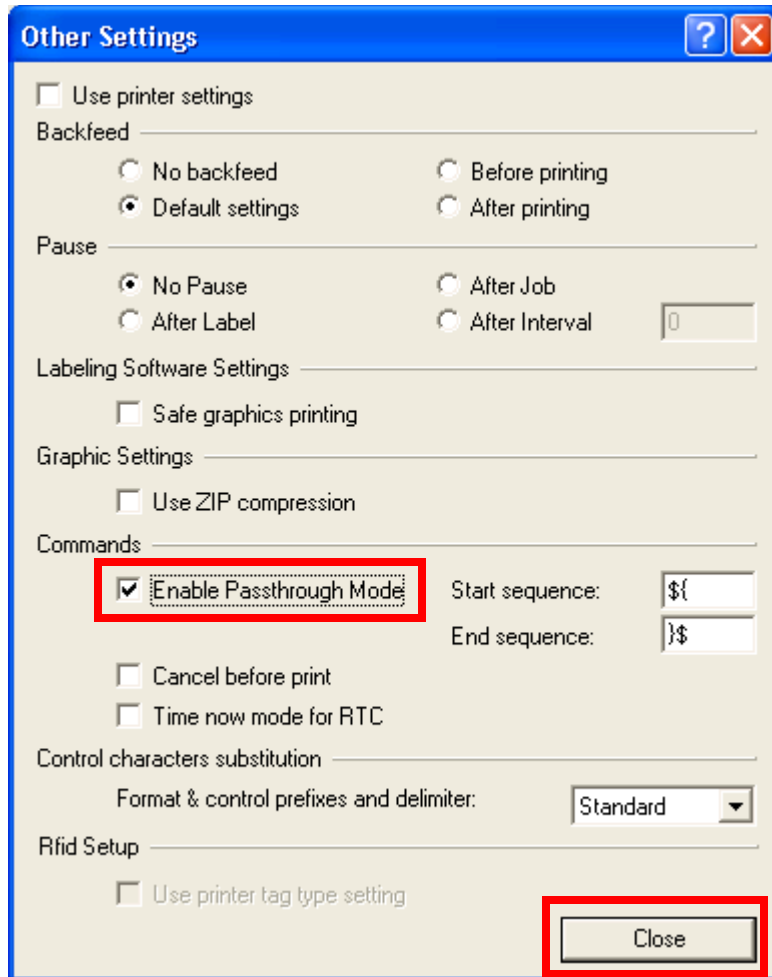 Other Settings
Use printer settings
Backfeed
No backfeed Before printing
Default settings After printing
Pause
No Pause After Job
After Label After Interval 0
Labeling Software Settings
Safe graphics printing
Graphic Settings
Use ZIP compression
Commands
Enable Passthrough Mode Start sequence: ${
End sequence: }$
Cancel before print
Time now mode for RTC
Control characters substitution
Format & control prefixes and delimiter: Standard
Rfid Setup
Use printer tag type setting
Close